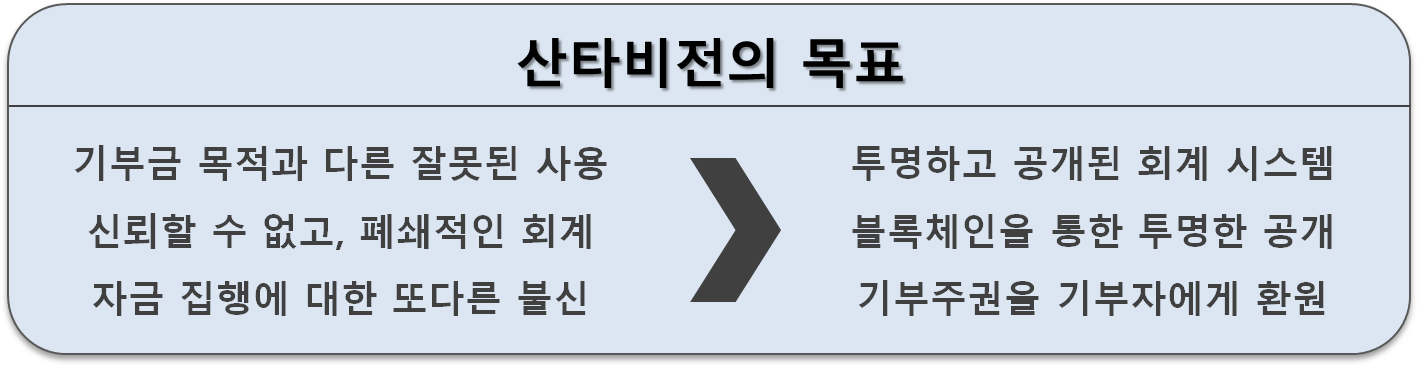 산타비전의 목표
기부금 목적과 다른 잘못된 사용
신뢰할 수 없고, 폐쇄적인 회계
자금 집행에 대한 또다른 불신
투명하고 공개된 회계 시스템
블록체인을 통한 투명한 공개
기부주권을 기부자에게 환원